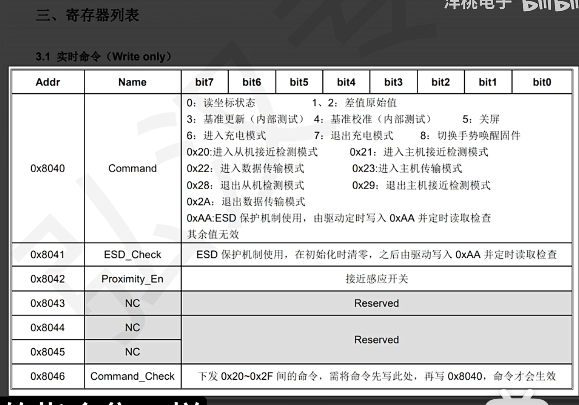 三、寄存器列表
洋桃电子 bilibili
3.1 实时命令（Write only）
Addr Name bit7 bit6 bit5 bit4 bit3 bit2 bit1 bit0
0x8040 Command
0：读坐标状态 1、2：差值原始值
3：基准更新（内部测试） 4：基准校准（内部测试） 5：关屏
6：进入充电模式 7：退出充电模式 8：切换手势唤醒固件
0x20:进入从机接近检测模式 0x21：进入主机接近检测模式
0x22：进入数据传输模式 0x23:进入主机传输模式
0x28：退出从机检测模式 0x29：退出主机接近检测模式
0x2A：退出数据传输模式
0xAA:ESD 保护机制使用，由驱动定时写入 0xAA 并定时读取检查
其余值无效
0x8041 ESD_Check ESD 保护机制使用，在初始化时清零，之后由驱动写入 0xAA 并定时读取检查
0x8042 Proximity_En 接近感应开关
0x8043 NC Reserved
0x8044 NC Reserved
0x8045 NC
0x8046 Command_Check 下发 0x20~0x2F 间的命令，需将命令先写此处，再写 0x8040，命令才会生效